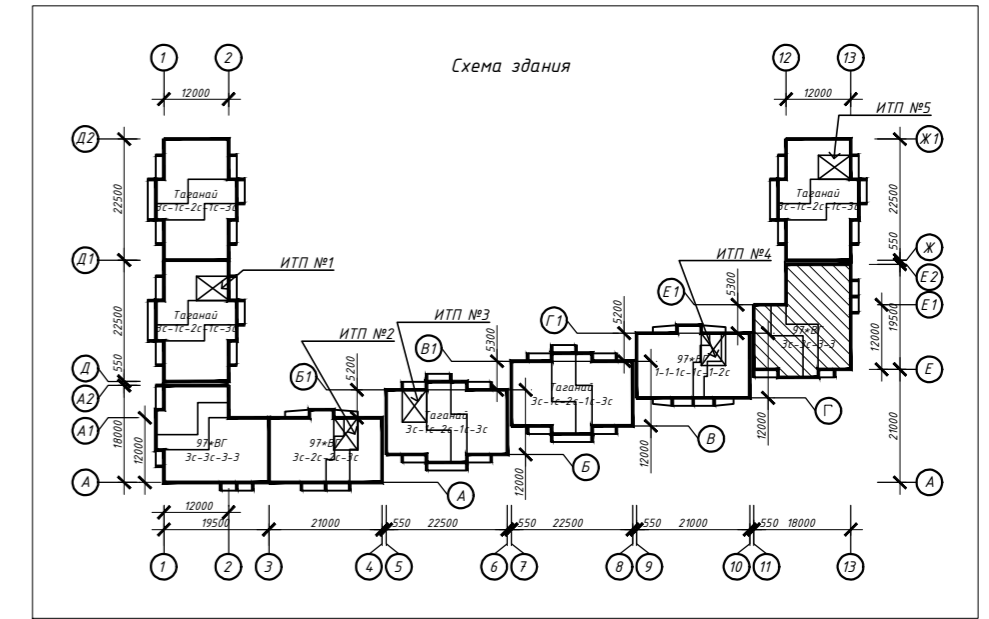 1
2
12
13
Схема здания
12000
12000
ИТП №5
Д2
Ж1
22500
Таганай
3с-1с-2с-1с-3с
Таганай
3с-1с-2с-1с-3с
22500
Д1
ИТП №1
ИТП №4
550
Ж
Е2
Е1
Е1
5300
22500
Таганай
3с-1с-2с-1с-3с
ИТП №3
Г1
5200
19500
12000
ИТП №2
В1
5300
97*ВГ
3с-3с-3-3
550
Д
Б1
5200
97*ВГ
1-1-1с-1с-1-2с
Е
А2
Таганай
3с-1с-2с-1с-3с
А1
18000
12000
97*ВГ
3с-3с-3-3
97*ВГ
3с-2с-2с-3с
Таганай
3с-1с-2с-1с-3с
Г
21000
В
12000
12000
Б
12000
А
А
А
12000
19500
21000
550
22500
550
22500
550
21000
550
18000
1
2
3
4
5
6
7
8
9
10
11
13